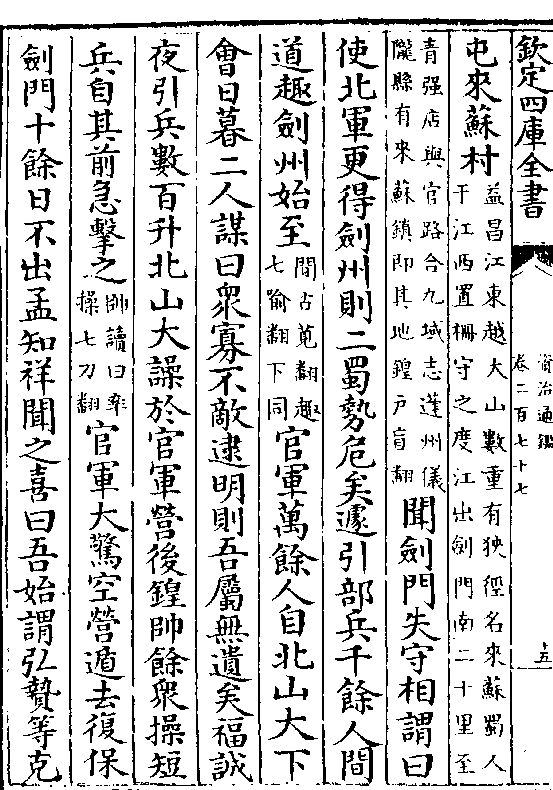 欽定四庫全書
資治通鑑
卷二百七十七
十五
屯來蘇村益昌江東越大山數重有狹徑名來蘇蜀人
于江西置柵守之度江出劍門南二十里至
青强店與官路合九域志蓬州儀
隴縣有來蘇鎮即其地鍠戶盲翻聞劍門失守相謂曰
使北軍更得劍州則二蜀勢危矣遽引部兵千餘人間
道趣劍州始至間古莧翻趣
七喻翻下同官軍萬餘人自北山大下
會日暮二人謀曰衆寡不敵逮明則吾屬無遺矣福誠
夜引兵數百升北山大譟於官軍營後鍠帥餘衆操短
兵自其前急擊之帥讀曰率
操七刀翻官軍大驚空營遁去復保
劍門十餘日不出孟知祥聞之喜曰吾始謂弘贄等克